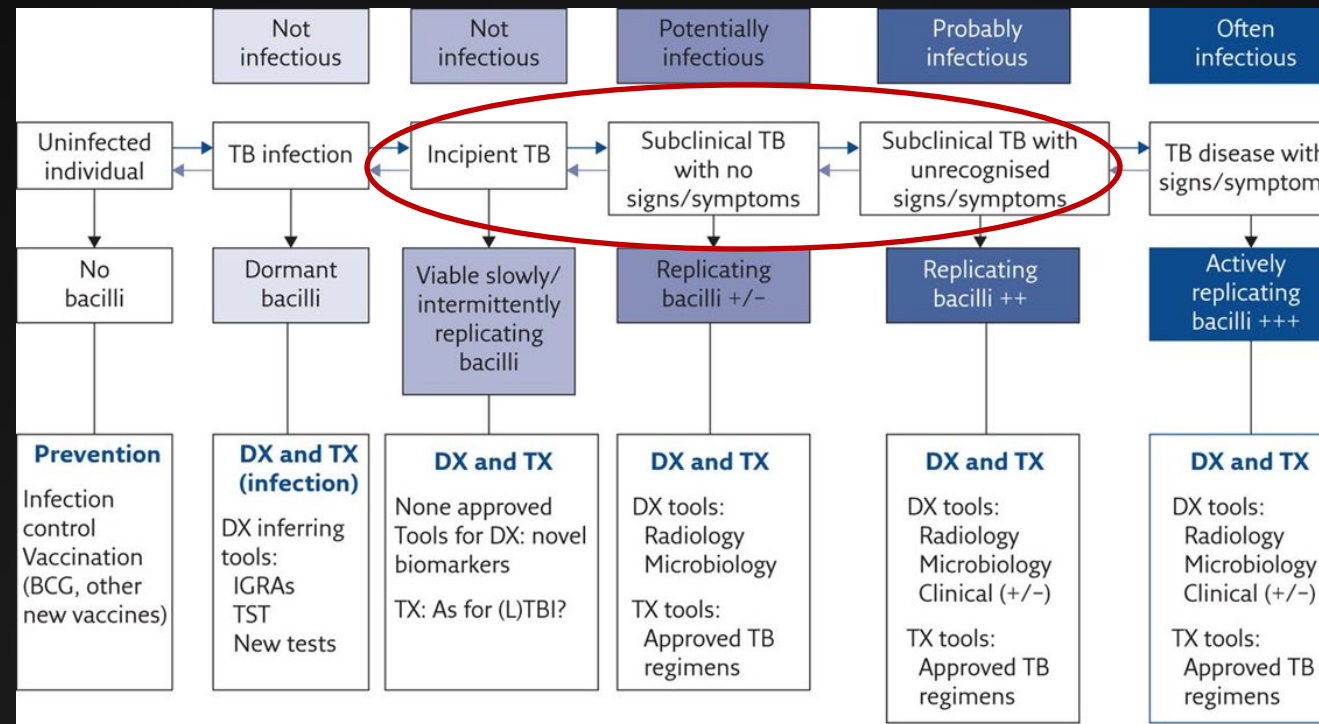 Not
infectious
Not
infectious
Potentially
infectious
Probably
infectious
Often
infectious
Uninfected
individual
TB infection
Incipient TB
Subclinical TB
with no
signs/symptoms
Subclinical TB with
unrecognised
signs/symptoms
TB disease with
signs/symptom
No
bacilli
Dormant
bacilli
Viable slowly/
intermittently
replicating
bacilli
Replicating
bacilli +/−
Replicating
bacilli ++
Actively
replicating
bacilli +++
Prevention
Infection
control
Vaccination
(BCG, other
new vaccines)
DX and TX
(infection)
DX inferring
tools:
IGRAs
TST
New tests
DX and TX
None approved
Tools for DX: novel
biomarkers
TX: As for (L)TBI?
DX and TX
DX tools:
Radiology
Microbiology
TX tools:
Approved TB
regimens
DX and TX
DX tools:
Radiology
Microbiology
Clinical (+/−)
TX tools:
Approved TB
regimens
DX and TX
DX tools:
Radiology
Microbiology
Clinical (+/−)
TX tools:
Approved TB
regimens